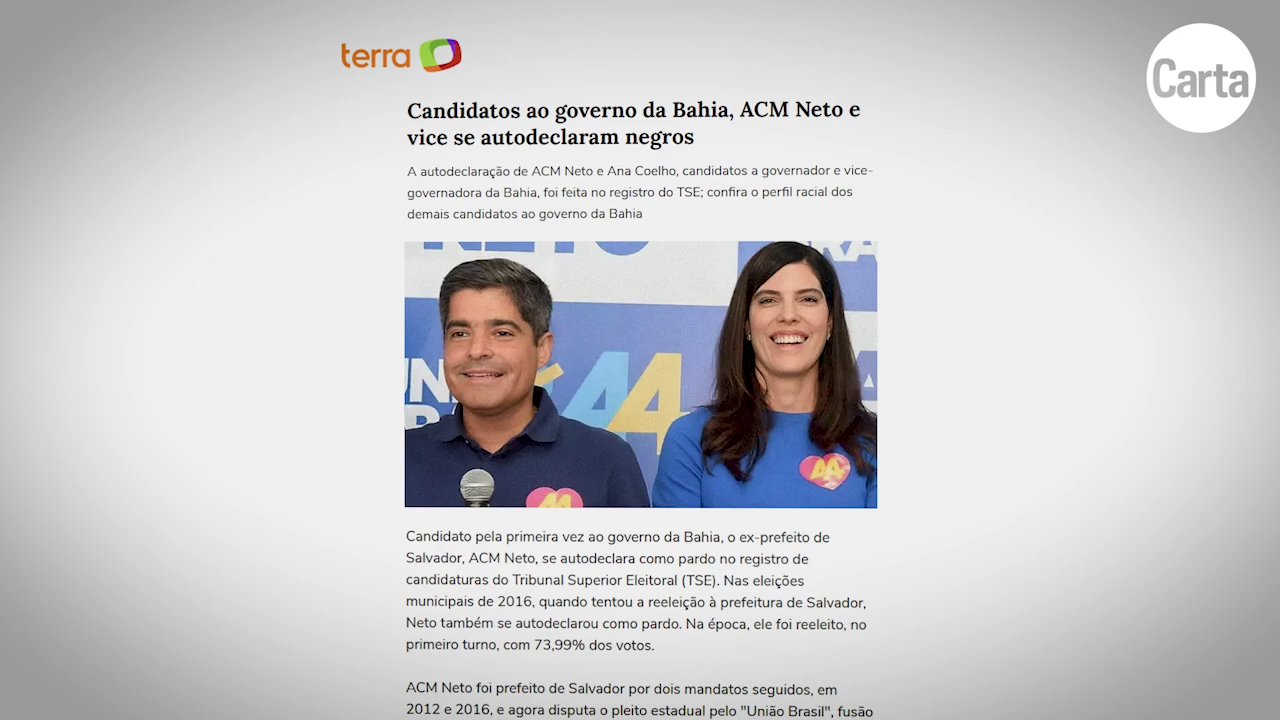 terra
Carta
Candidatos ao governo da Bahia, ACM Neto e
vice se autodeclaram negros
A autodeclaração de ACM Neto e Ana Coelho, candidatos a governador e vice-
governadora da Bahia, foi feita no registro do TSE; confira o perfil racial dos
demais candidatos ao governo da Bahia
NETO
44
44
44
Candidato pela primeira vez ao governo da Bahia, o ex-prefeito de
Salvador, ACM Neto, se autodeclara como pardo no registro de
candidaturas do Tribunal Superior Eleitoral (TSE). Nas eleições
municipais de 2016, quando tentou a reeleição à prefeitura de Salvador,
Neto também se autodeclarou como pardo. Na época, ele foi reeleito, no
primeiro turno, com 73,99% dos votos.
ACM Neto foi prefeito de Salvador por dois mandatos seguidos, em
2012 e 2016, e agora disputa o pleito estadual pelo "União Brasil", fusão